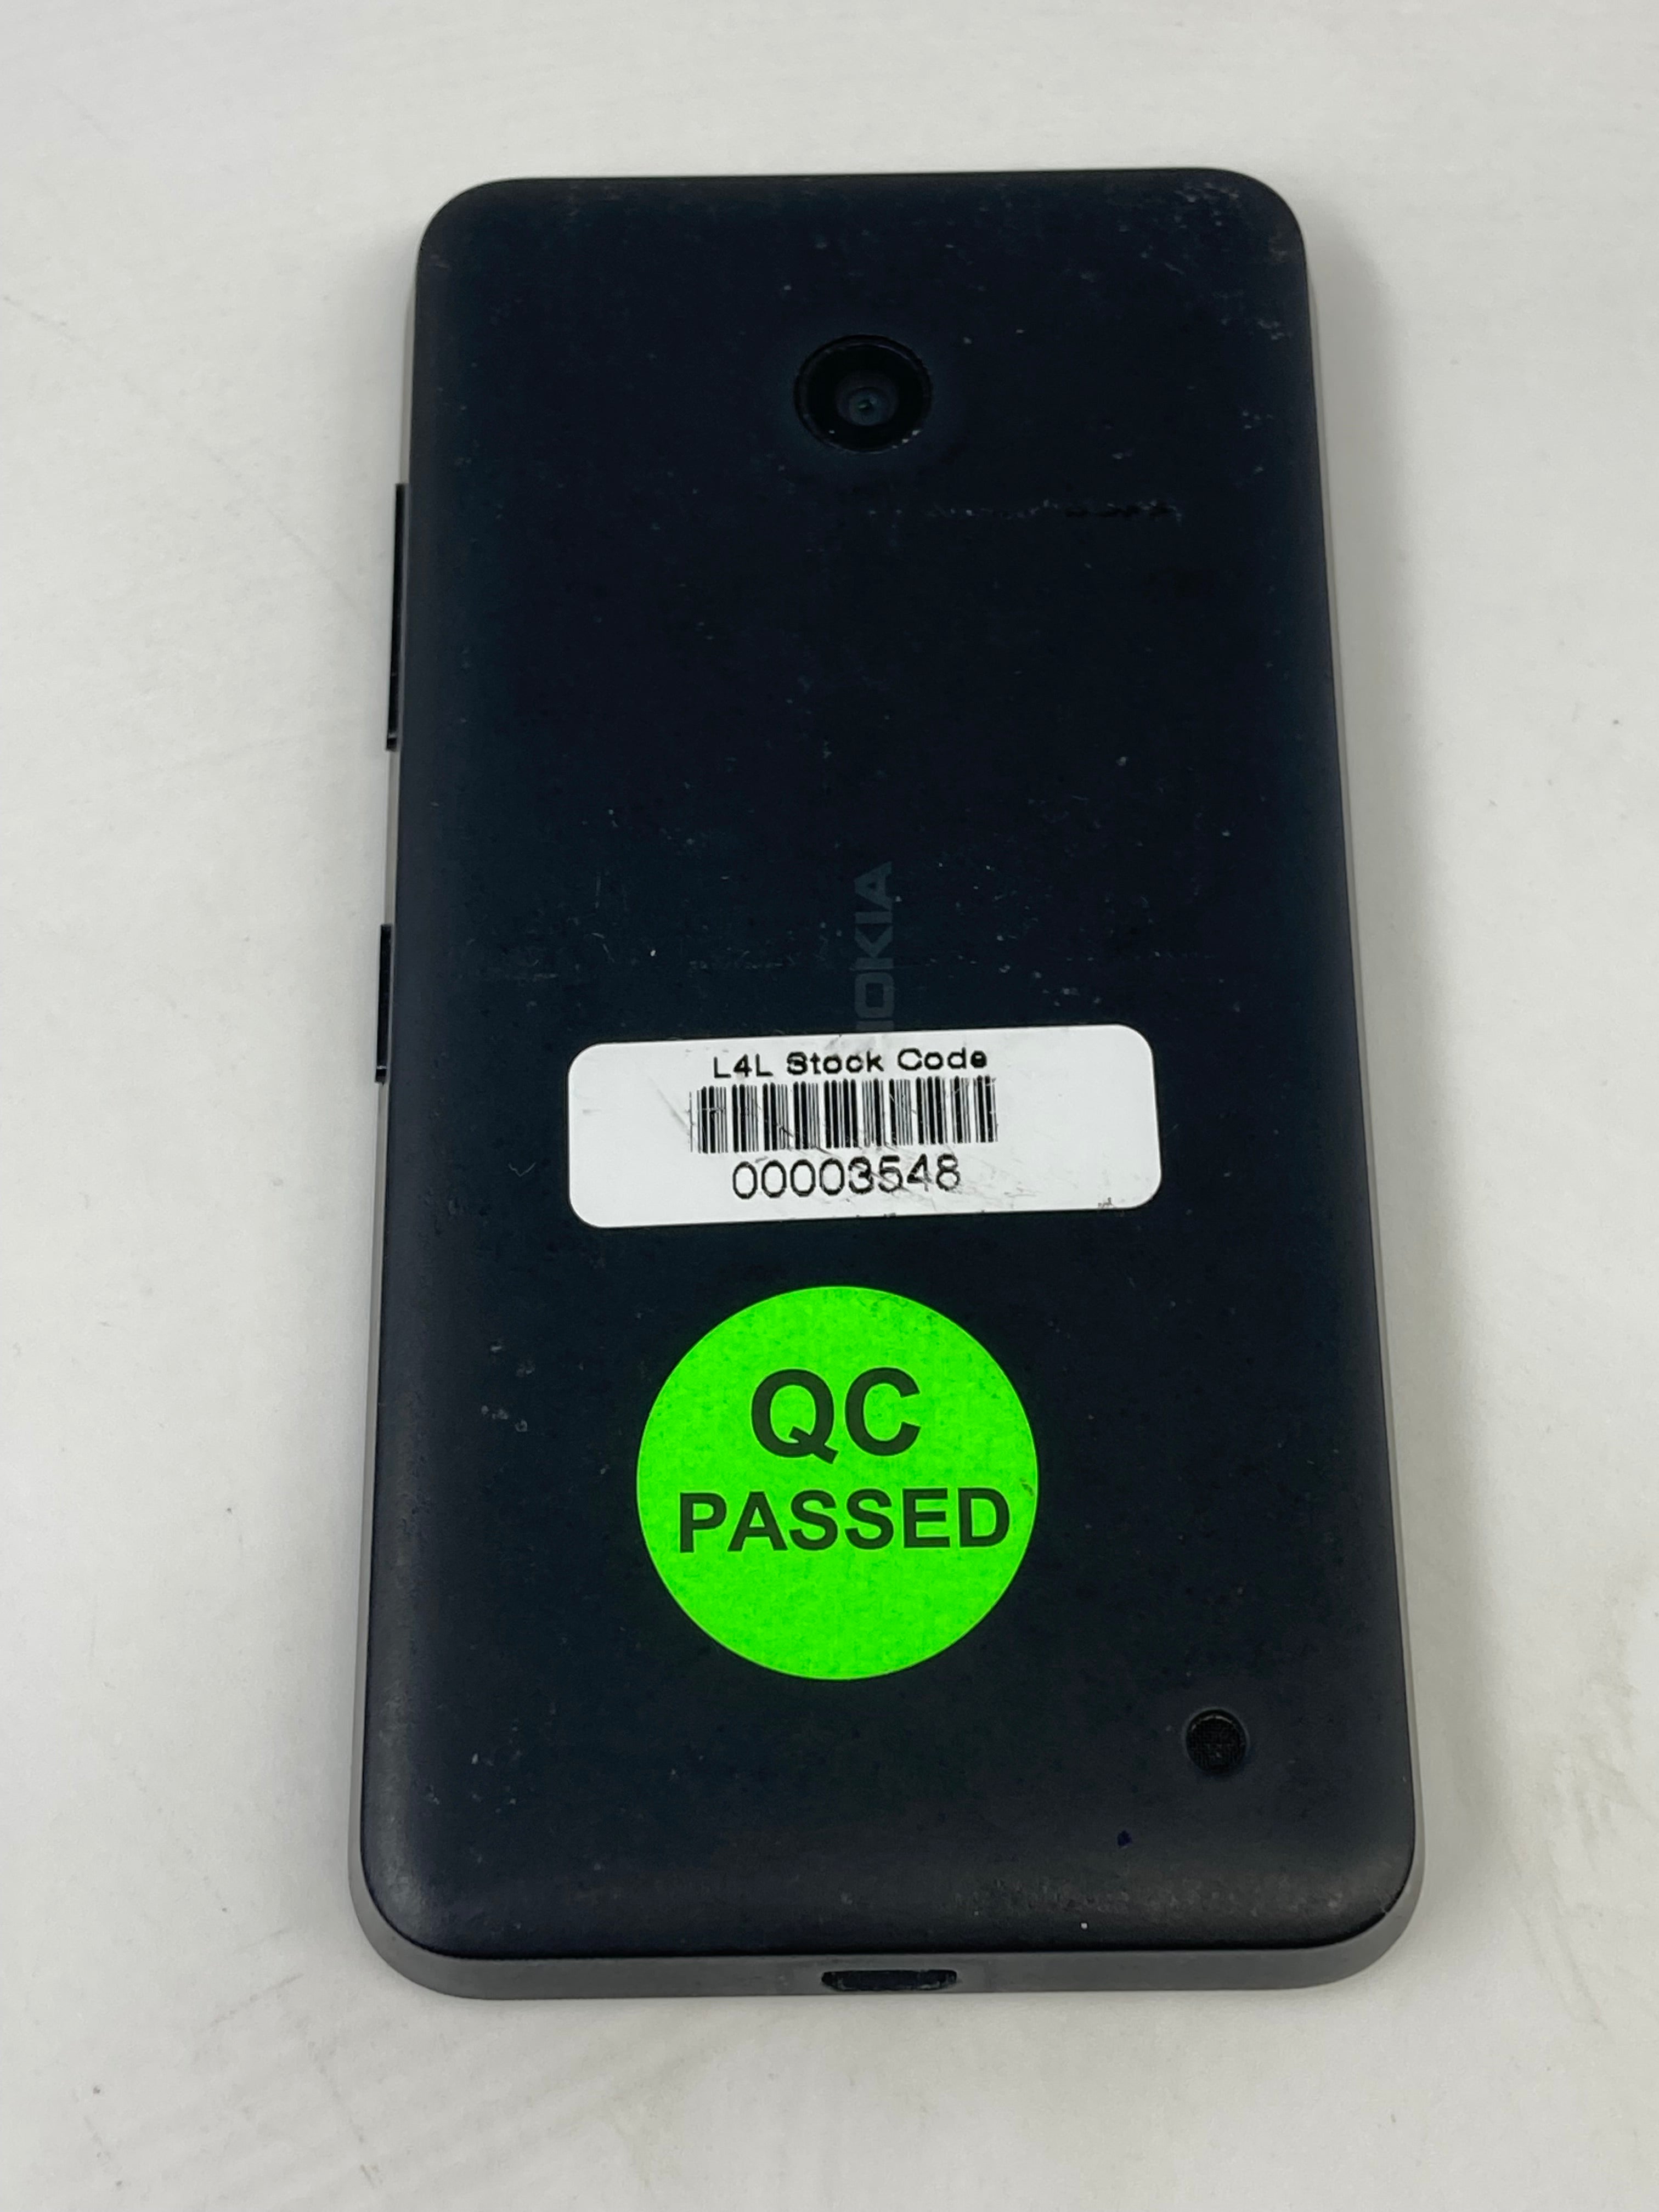 NOKIA
L4L Stock Code
00003548
QC
PASSED